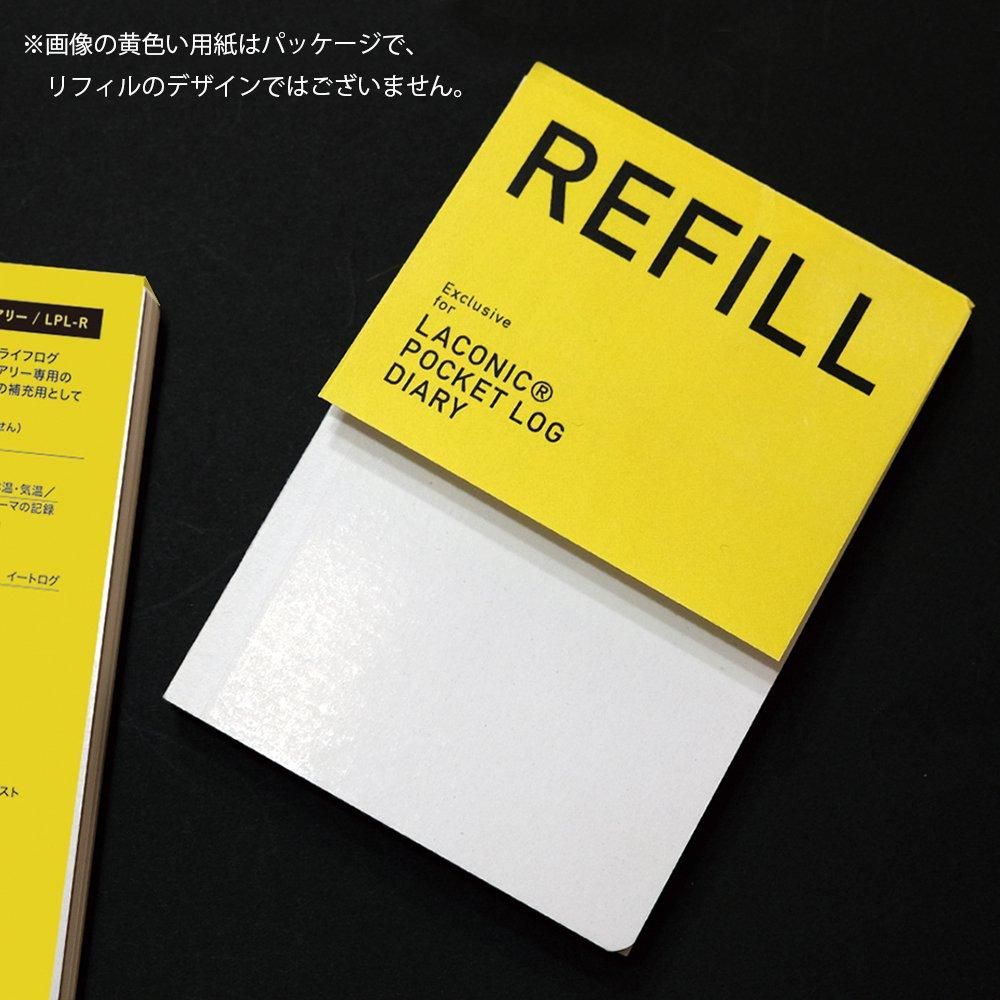 ※画像の黄色い用紙はパッケージで、
リフィルのデザインではございません。
REFILL
Exclusive
for
LACONIC®
POCKET LOG
DIARY
アリー / LPL-R
ライフログ
アリー専用の
の補充用として
せん）
温・気温／
ーマの記録
イートログ
スト